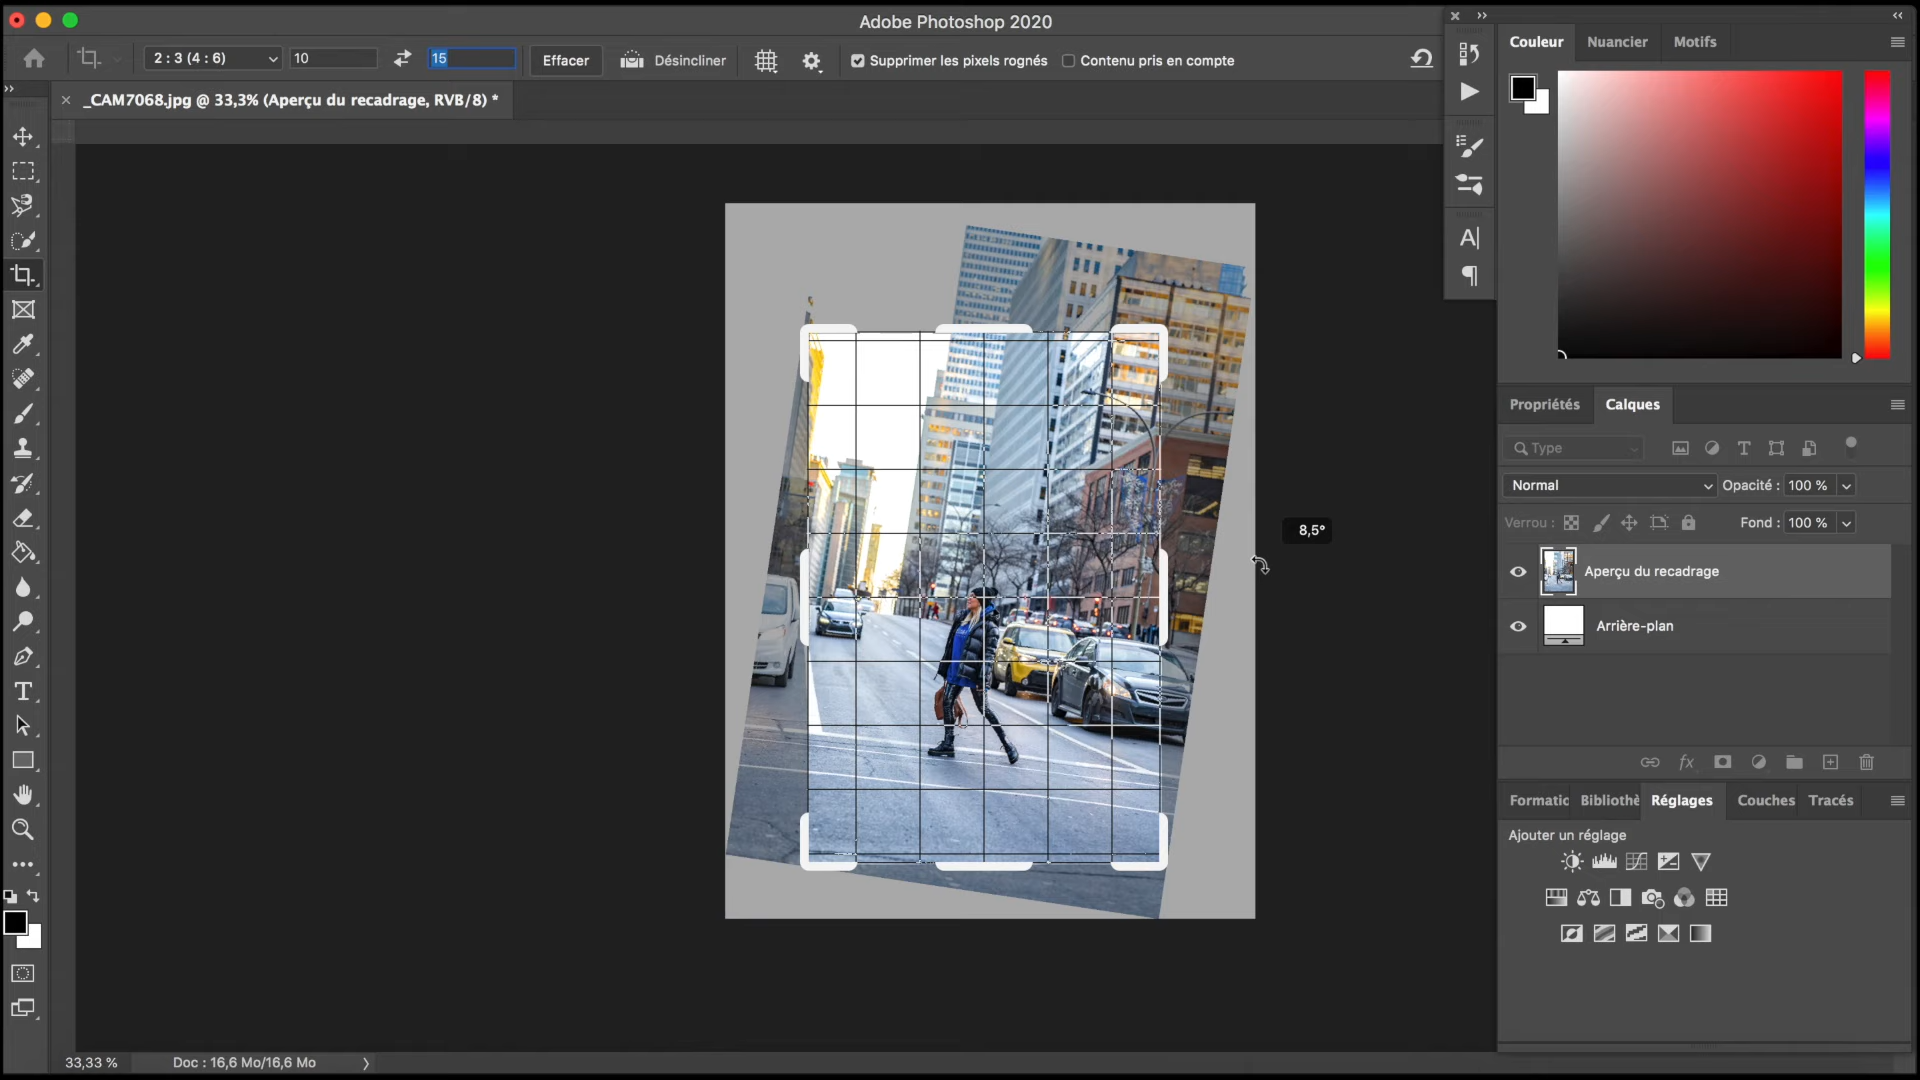 Adobe Photoshop 2020
2 : 3 (4 : 6)
10
15
Effacer
Désincliner
Supprimer les pixels rognés
Contenu pris en compte
_CAM7068.jpg @ 33,3% (Aperçu du recadrage, RVB/8) *
Couleur
Nuancier
Motifs
8,5°
Propriétés
Calques
Type
Normal
Opacité : 100 %
Verrou :
Fond : 100 %
Aperçu du recadrage
Arrière-plan
fx
Formatic
Bibliothè
Réglages
Couches
Tracés
Ajouter un réglage
33,33 %
Doc : 16,6 Mo/16,6 Mo